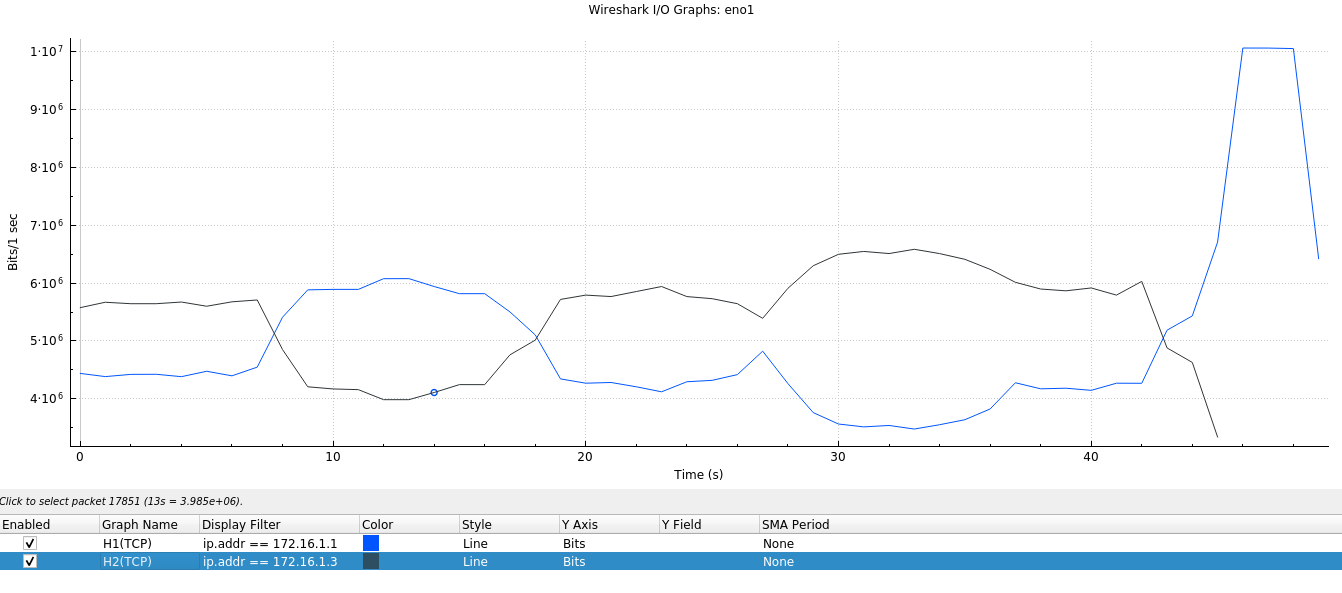 Wireshark I/O Graphs: eno1
1·10⁷
9·10⁶
8·10⁶
7·10⁶
6·10⁶
5·10⁶
4·10⁶
Bits/1 sec
0 10 20 30 40
Time (s)
Click to select packet 17851 (13s = 3.985e+06).
Enabled Graph Name Display Filter Color Style Y Axis Y Field SMA Period
H1(TCP) ip.addr == 172.16.1.1 Line Bits None
H2(TCP) ip.addr == 172.16.1.3 Line Bits None